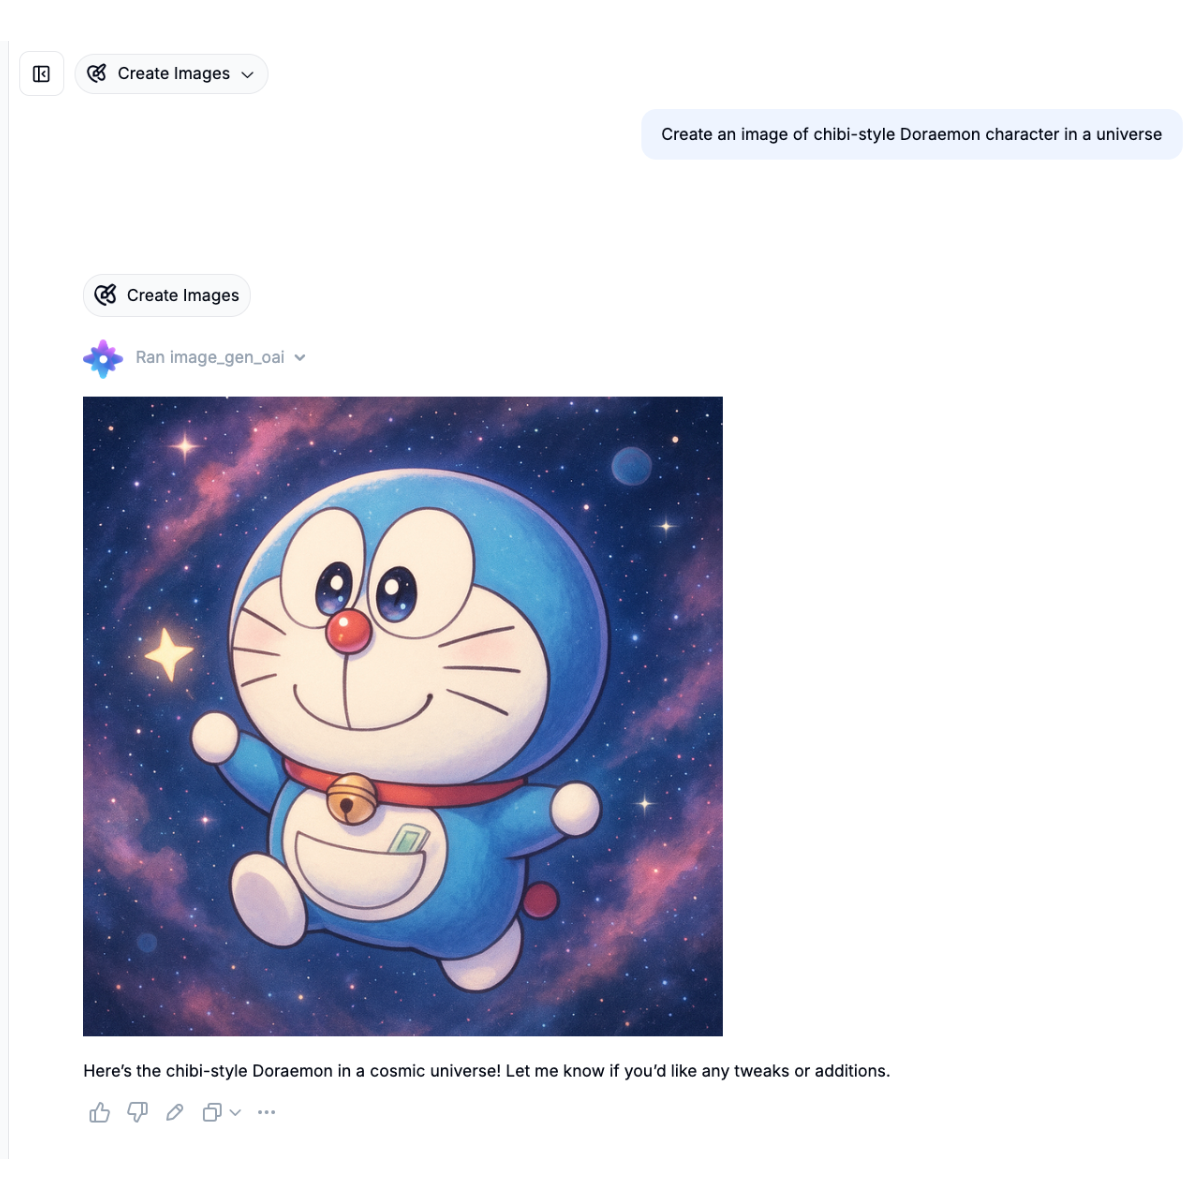 Create Images
Create an image of chibi-style Doraemon character in a universe
Create Images
Ran image_gen_oai
Here’s the chibi-style Doraemon in a cosmic universe! Let me know if you’d like any tweaks or additions.